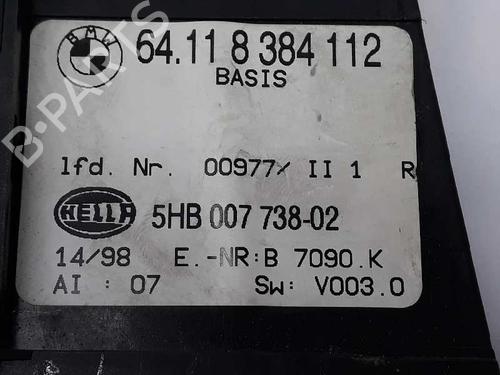 BMW
64.11 8 384 112
BASIS
lfd. Nr. 00977/ II 1 R
HELLA 5HB 007 738-02
14/98 E.-NR:B 7090.K
AI : 07 Sw: V003.0
B-PARTS